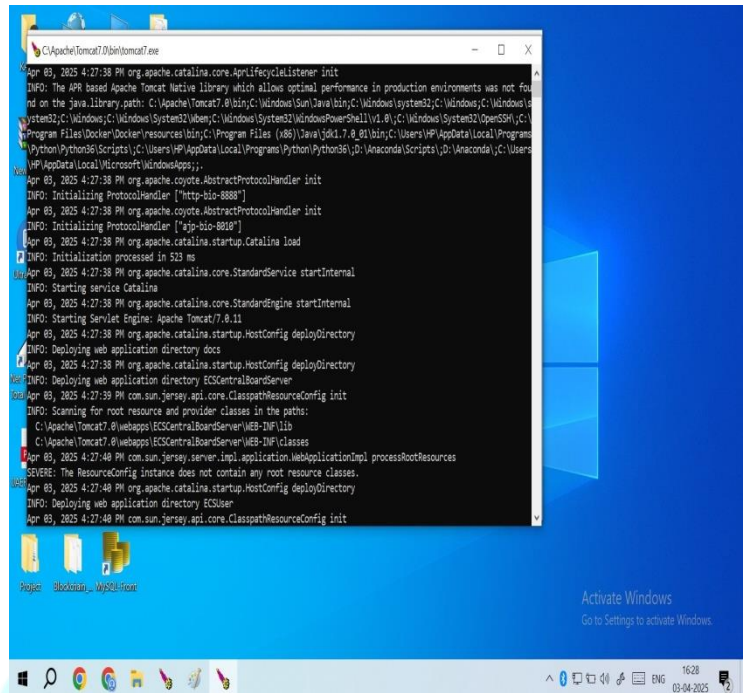 C:\Apache\Tomcat7.0\bin\tomcat7.exe
Apr 03, 2025 4:27:38 PM org.apache.catalina.core.AprLifecycleListener init
INFO: The APR based Apache Tomcat Native library which allows optimal performance in production environments was not fou
nd on the java.library.path: C:\Apache\Tomcat7.0\bin;C:\Windows\Sun\Java\bin;C:\Windows\system32;C:\Windows;C:\Windows\s
ystem32;C:\Windows;C:\Windows\System32\Wbem;C:\Windows\System32\WindowsPowerShell\v1.0\;C:\Windows\System32\OpenSSH\;C:\
Program Files\Docker\Docker\resources\bin;C:\Program Files (x86)\Java\jdk1.7.0_01\bin;C:\Users\HP\AppData\Local\Programs
\Python\Python36\Scripts\;C:\Users\HP\AppData\Local\Programs\Python\Python36\;D:\Anaconda\Scripts\;D:\Anaconda\;C:\Users
\HP\AppData\Local\Microsoft\WindowsApps;;.
Apr 03, 2025 4:27:38 PM org.apache.coyote.AbstractProtocolHandler init
INFO: Initializing ProtocolHandler ["http-bio-8888"]
Apr 03, 2025 4:27:38 PM org.apache.coyote.AbstractProtocolHandler init
INFO: Initializing ProtocolHandler ["ajp-bio-8010"]
Apr 03, 2025 4:27:38 PM org.apache.catalina.startup.Catalina load
INFO: Initialization processed in 523 ms
Apr 03, 2025 4:27:38 PM org.apache.catalina.core.StandardService startInternal
INFO: Starting service Catalina
Apr 03, 2025 4:27:38 PM org.apache.catalina.core.StandardEngine startInternal
INFO: Starting Servlet Engine: Apache Tomcat/7.0.11
Apr 03, 2025 4:27:38 PM org.apache.catalina.startup.HostConfig deployDirectory
INFO: Deploying web application directory docs
Apr 03, 2025 4:27:38 PM org.apache.catalina.startup.HostConfig deployDirectory
INFO: Deploying web application directory ECSCentralBoardServer
Apr 03, 2025 4:27:39 PM com.sun.jersey.api.core.ClasspathResourceConfig init
INFO: Scanning for root resource and provider classes in the paths:
C:\Apache\Tomcat7.0\webapps\ECSCentralBoardServer\WEB-INF\lib
C:\Apache\Tomcat7.0\webapps\ECSCentralBoardServer\WEB-INF\classes
Apr 03, 2025 4:27:40 PM com.sun.jersey.server.impl.application.WebApplicationImpl processRootResources
SEVERE: The ResourceConfig instance does not contain any root resource classes.
Apr 03, 2025 4:27:40 PM org.apache.catalina.startup.HostConfig deployDirectory
INFO: Deploying web application directory ECSUser
Apr 03, 2025 4:27:40 PM com.sun.jersey.api.core.ClasspathResourceConfig init
Project Blockchain_... MySQL-Front
Activate Windows
Go to Settings to activate Windows.
ENG 16:28
03-04-2025
2